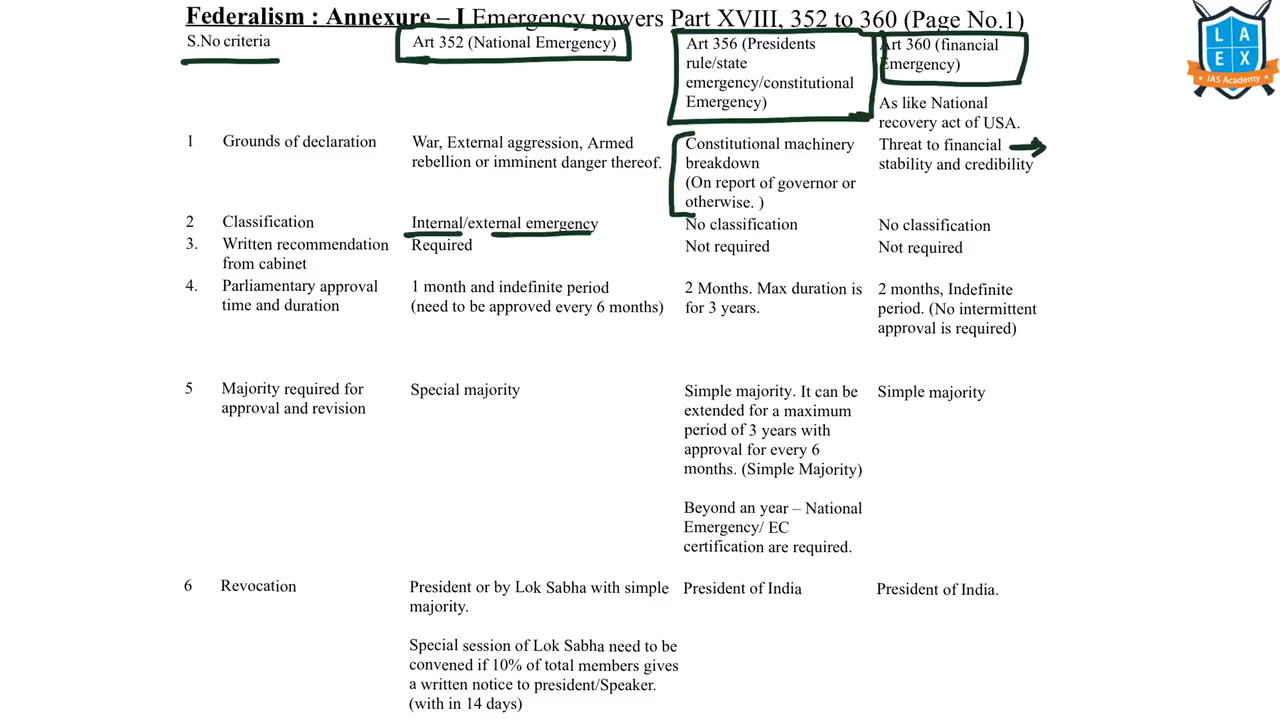 Federalism : Annexure – I Emergency powers Part XVIII, 352 to 360 (Page No.1)
L A
E X
IAS Academy
S.No criteria
Art 352 (National Emergency)
Art 356 (Presidents
rule/state
emergency/constitutional
Emergency)
Art 360 (financial
Emergency)
As like National
recovery act of USA.
1 Grounds of declaration
War, External aggression, Armed
rebellion or imminent danger thereof.
Constitutional machinery
breakdown
(On report of governor or
otherwise. )
Threat to financial
stability and credibility
2 Classification
Internal/external emergency
No classification
No classification
3. Written recommendation
from cabinet
Required
Not required
Not required
4. Parliamentary approval
time and duration
1 month and indefinite period
(need to be approved every 6 months)
2 Months. Max duration is
for 3 years.
2 months, Indefinite
period. (No intermittent
approval is required)
5 Majority required for
approval and revision
Special majority
Simple majority. It can be
extended for a maximum
period of 3 years with
approval for every 6
months. (Simple Majority)
Beyond an year – National
Emergency/ EC
certification are required.
Simple majority
6 Revocation
President or by Lok Sabha with simple
majority.
Special session of Lok Sabha need to be
convened if 10% of total members gives
a written notice to president/Speaker.
(with in 14 days)
President of India
President of India.